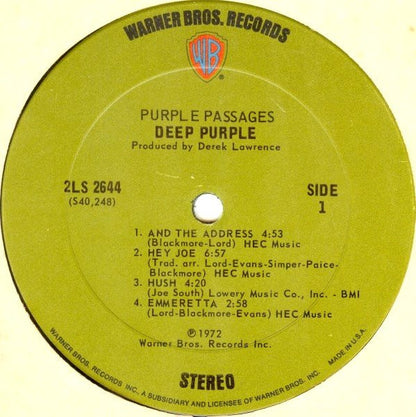 WARNER BROS. RECORDS
WB
®
PURPLE PASSAGES
DEEP PURPLE
Produced by Derek Lawrence
2LS 2644
(S40,248)
SIDE
1
1. AND THE ADDRESS 4:53
(Blackmore-Lord) HEC Music
2. HEY JOE 6:57
(Trad. arr. Lord-Evans-Simper-Paice-
Blackmore) HEC Music
3. HUSH 4:20
(Joe South) Lowery Music Co., Inc. - BMI
4. EMMERETTA 2:58
(Lord-Blackmore-Evans) HEC Music
℗ 1972
Warner Bros. Records Inc.
STEREO
WARNER BROS. RECORDS INC. A SUBSIDIARY AND LICENSEE OF WARNER BROS. INC.
MADE IN U.S.A.